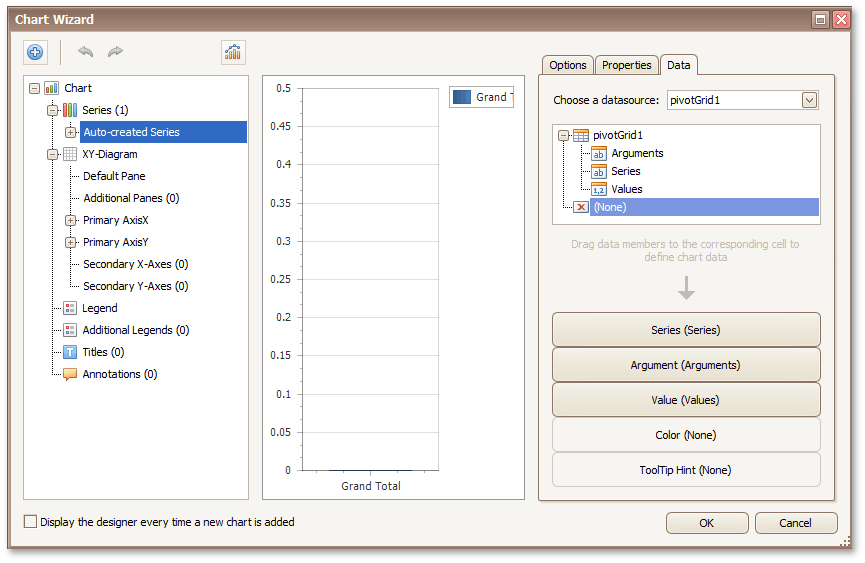 Chart Wizard
Chart
Series (1)
Auto-created Series
XY-Diagram
Default Pane
Additional Panes (0)
Primary AxisX
Primary AxisY
Secondary X-Axes (0)
Secondary Y-Axes (0)
Legend
Additional Legends (0)
Titles (0)
Annotations (0)
0.5
0.45
0.4
0.35
0.3
0.25
0.2
0.15
0.1
0.05
0
Grand Total
Grand T
Options Properties Data
Choose a datasource: pivotGrid1
pivotGrid1
ab Arguments
ab Series
1,2 Values
(None)
Drag data members to the corresponding cell to
define chart data
Series (Series)
Argument (Arguments)
Value (Values)
Color (None)
ToolTip Hint (None)
Display the designer every time a new chart is added
OK Cancel